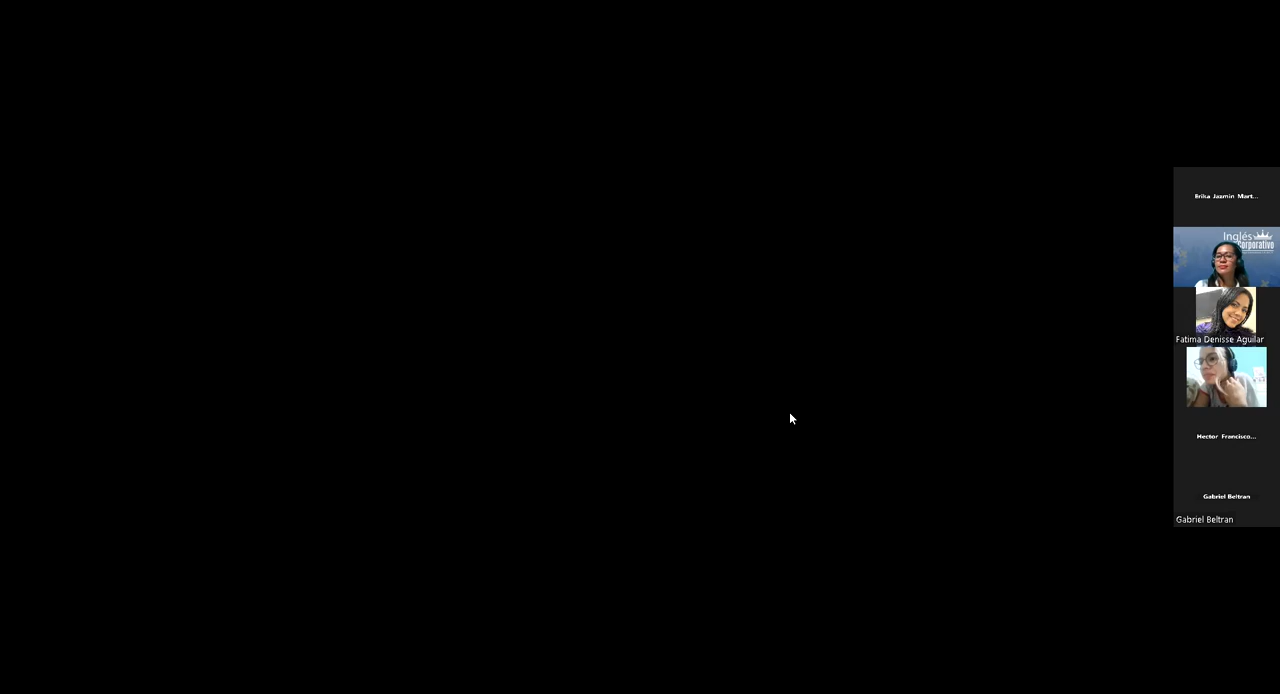 Erika Jazmin Mart...
Inglés
Corporativo
Fatima Denisse Aguilar
Hector Francisco...
Gabriel Beltran
Gabriel Beltran